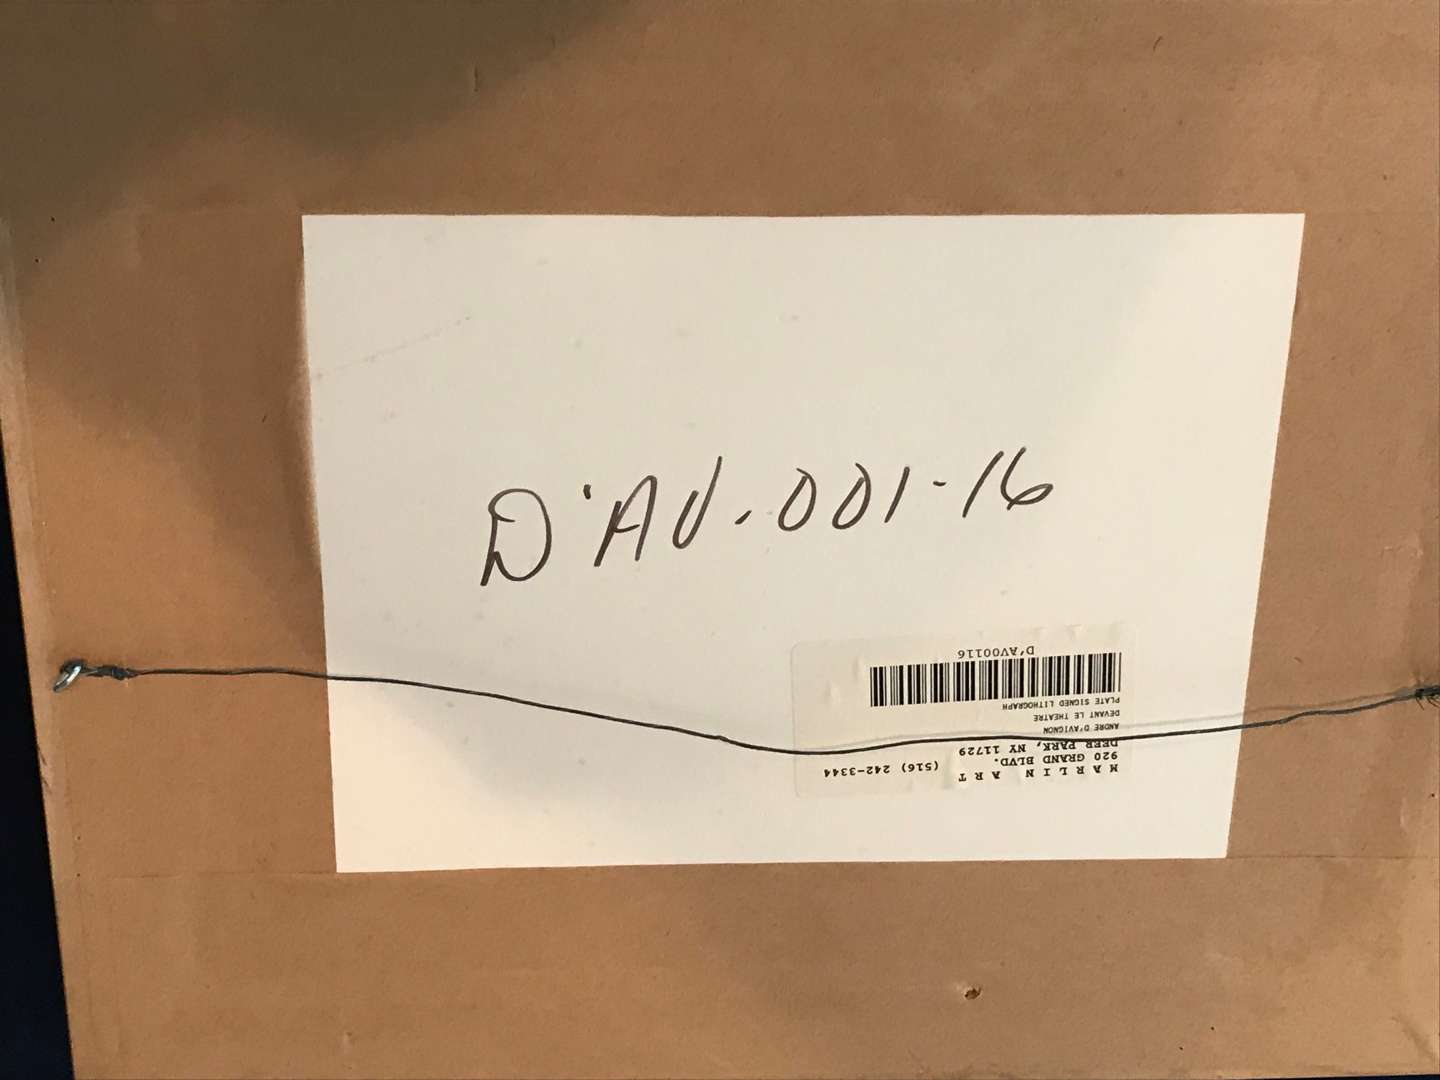 D'AV.001-16
MARLIN ART (516) 242-3344
920 GRAND BLVD.
DEER PARK, NY 11729
ANDRE D'AVIGNON
DEVANT LE THEATRE
PLATE SIGNED LITHOGRAPH
D'AV00116